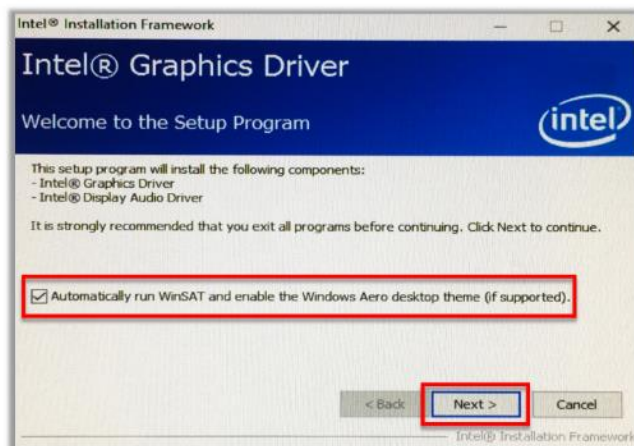 Intel® Installation Framework
Intel® Graphics Driver
Welcome to the Setup Program
intel
This setup program will install the following components:
- Intel® Graphics Driver
- Intel® Display Audio Driver
It is strongly recommended that you exit all programs before continuing. Click Next to continue.
Automatically run WinSAT and enable the Windows Aero desktop theme (if supported).
< Back
Next >
Cancel
Intel® Installation Framework